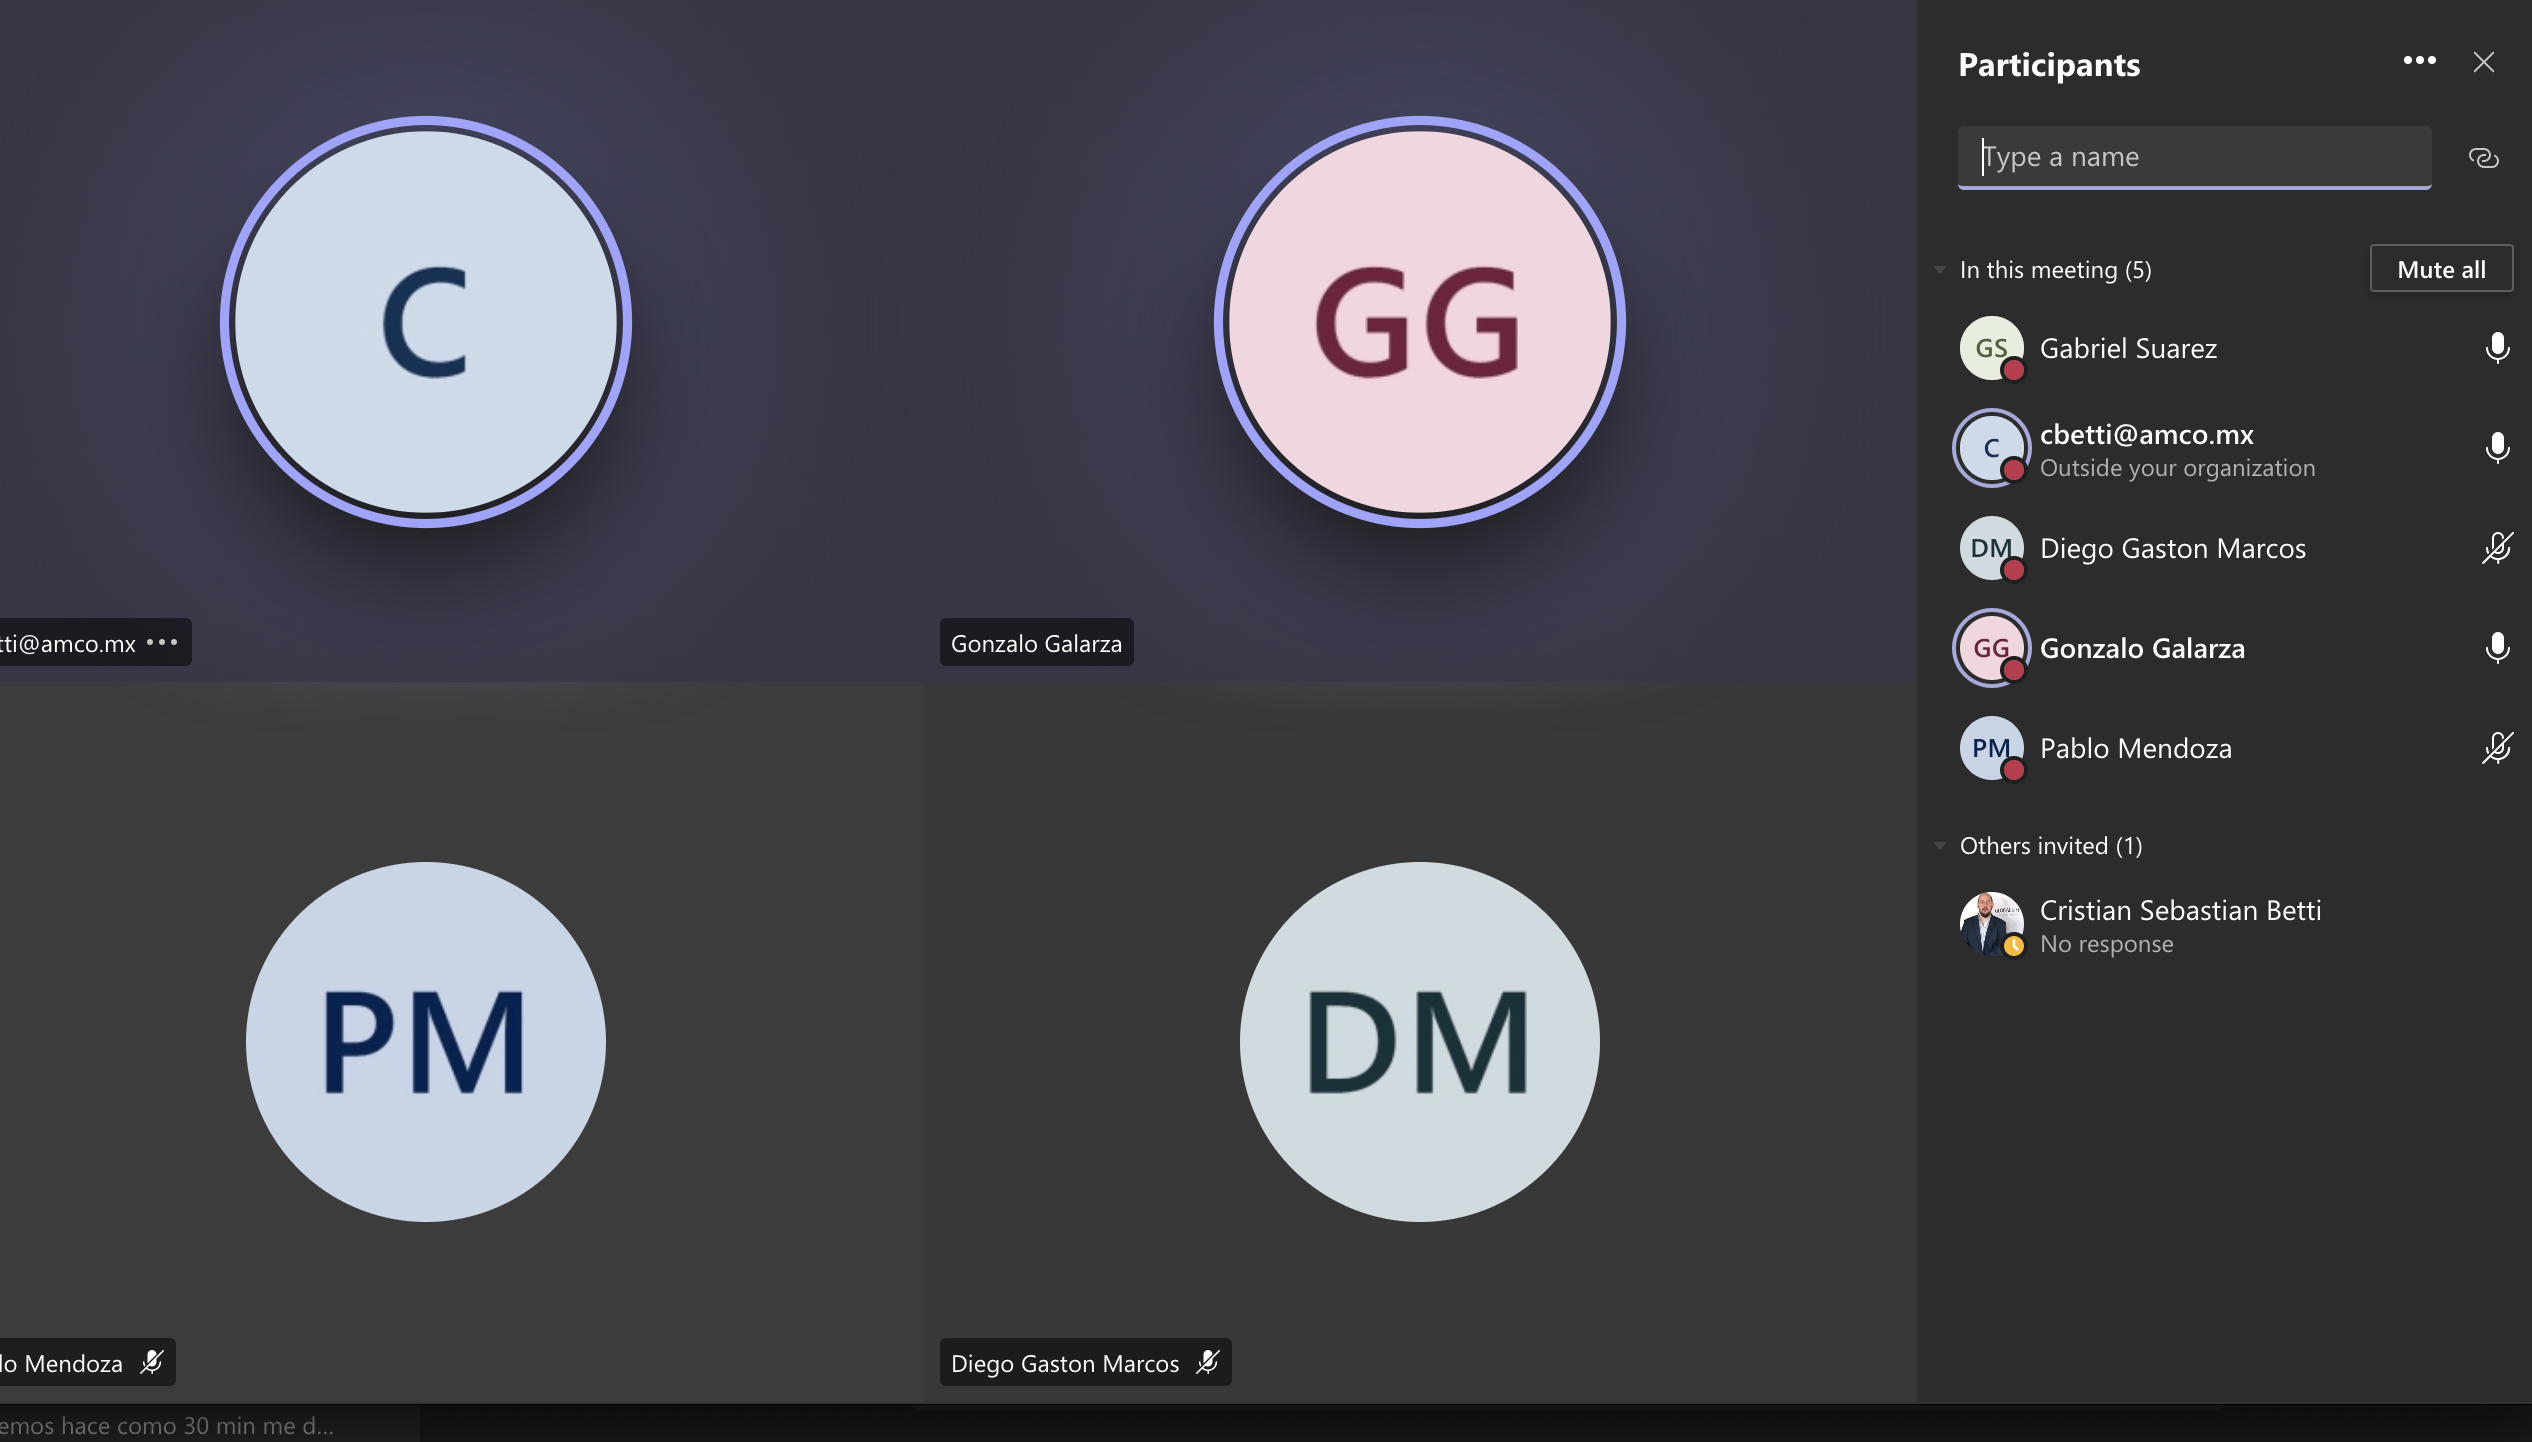 C
GG
tti@amco.mx
Gonzalo Galarza
PM
DM
lo Mendoza
Diego Gaston Marcos
emos hace como 30 min me d...
Participants
Type a name
In this meeting (5)
Mute all
GS
Gabriel Suarez
C
cbetti@amco.mx
Outside your organization
DM
Diego Gaston Marcos
GG
Gonzalo Galarza
PM
Pablo Mendoza
Others invited (1)
Cristian Sebastian Betti
No response